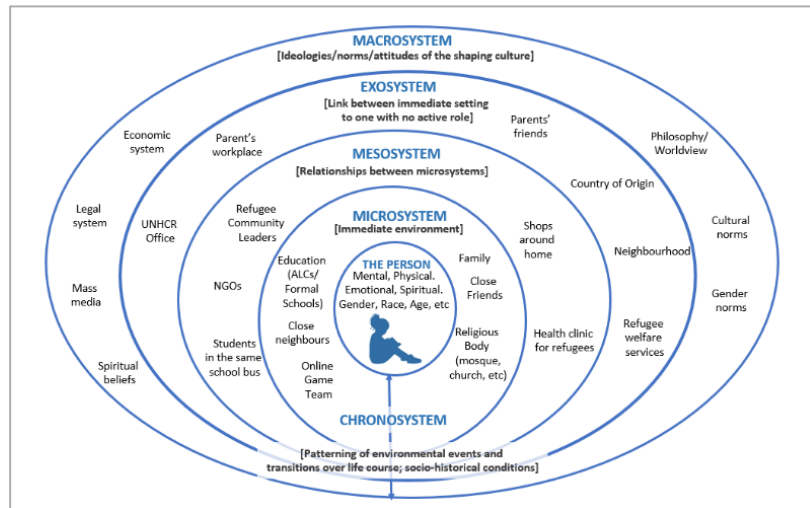 MACROSYSTEM
[Ideologies/norms/attitudes of the shaping culture]
EXOSYSTEM
[Link between immediate setting
to one with no active role]
Economic
system
Parent's
workplace
Parents'
friends
Philosophy/
Worldview
MESOSYSTEM
[Relationships between microsystems]
Country of Origin
Legal
system
UNHCR
Office
Refugee
Community
Leaders
MICROSYSTEM
[Immediate environment]
Shops
around
home
Neighbourhood
Cultural
norms
Education
(ALCs/
Formal
Schools)
THE PERSON
Mental, Physical.
Emotional, Spiritual.
Gender, Race, Age, etc
Family
Close
Friends
Mass
media
NGOs
Gender
norms
Close
neighbours
Religious
Body
(mosque,
church, etc)
Health clinic
for refugees
Refugee
welfare
services
Students
in the same
school bus
Online
Game
Team
Spiritual
beliefs
CHRONOSYSTEM
[Patterning of environmental events and
transitions over life course; socio-historical conditions]